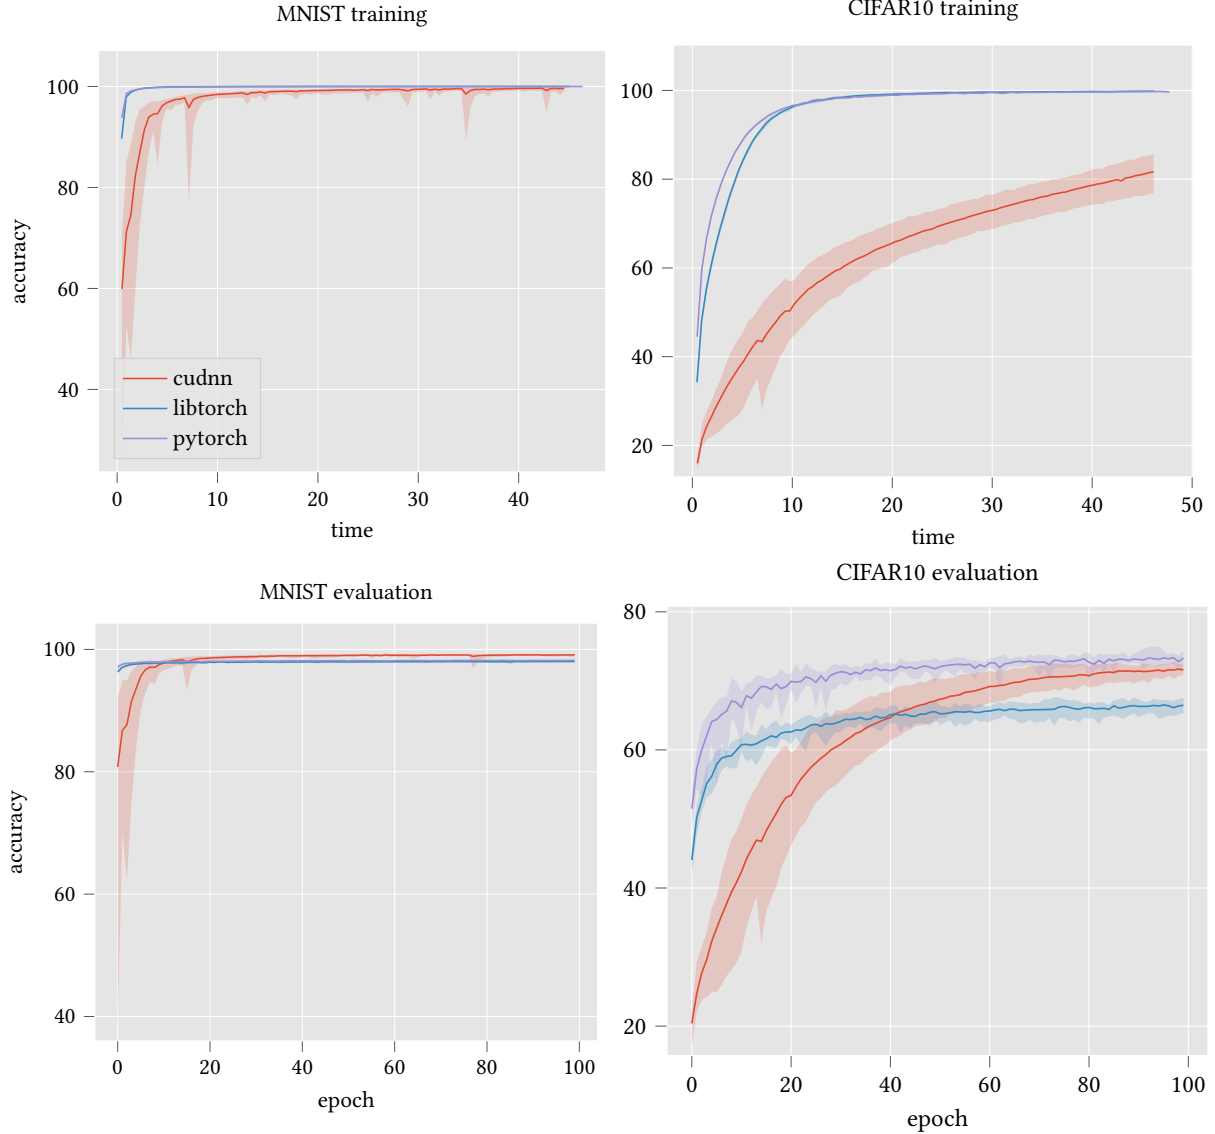 MNIST training
100
80
60
40
accuracy
cudnn
libtorch
pytorch
0 10 20 30 40
time
CIFAR10 training
100
80
60
40
20
0 10 20 30 40 50
time
MNIST evaluation
100
80
60
40
accuracy
0 20 40 60 80 100
epoch
CIFAR10 evaluation
80
60
40
20
0 20 40 60 80 100
epoch